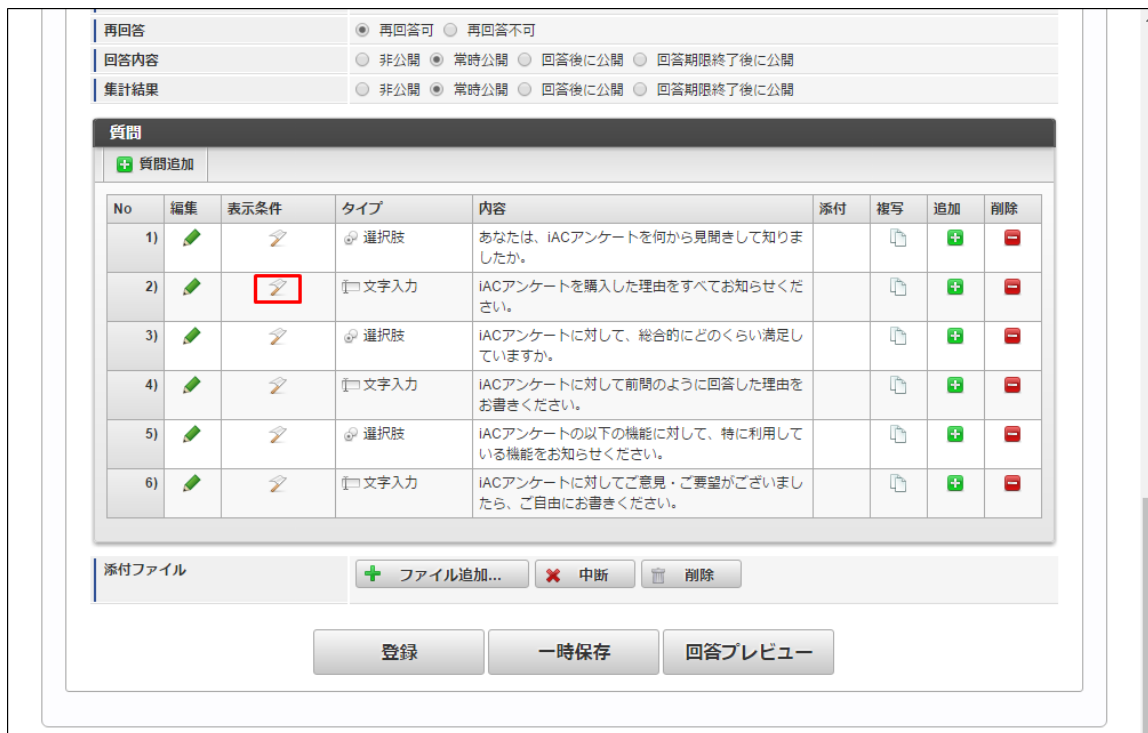 再回答 再回答可 再回答不可
回答内容 非公開 常時公開 回答後に公開 回答期限終了後に公開
集計結果 非公開 常時公開 回答後に公開 回答期限終了後に公開
質問
質問追加
No 編集 表示条件 タイプ 内容 添付 複写 追加 削除
1) 選択肢 あなたは、iACアンケートを何から見聞きして知りま
したか。
2) 文字入力 iACアンケートを購入した理由をすべてお知らせくだ
さい。
3) 選択肢 iACアンケートに対して、総合的にどのくらい満足し
ていますか。
4) 文字入力 iACアンケートに対して前問のように回答した理由を
お書きください。
5) 選択肢 iACアンケートの以下の機能に対して、特に利用して
いる機能をお知らせください。
6) 文字入力 iACアンケートに対してご意見・ご要望がございまし
たら、ご自由にお書きください。
添付ファイル ファイル追加... 中断 削除
登録 一時保存 回答プレビュー